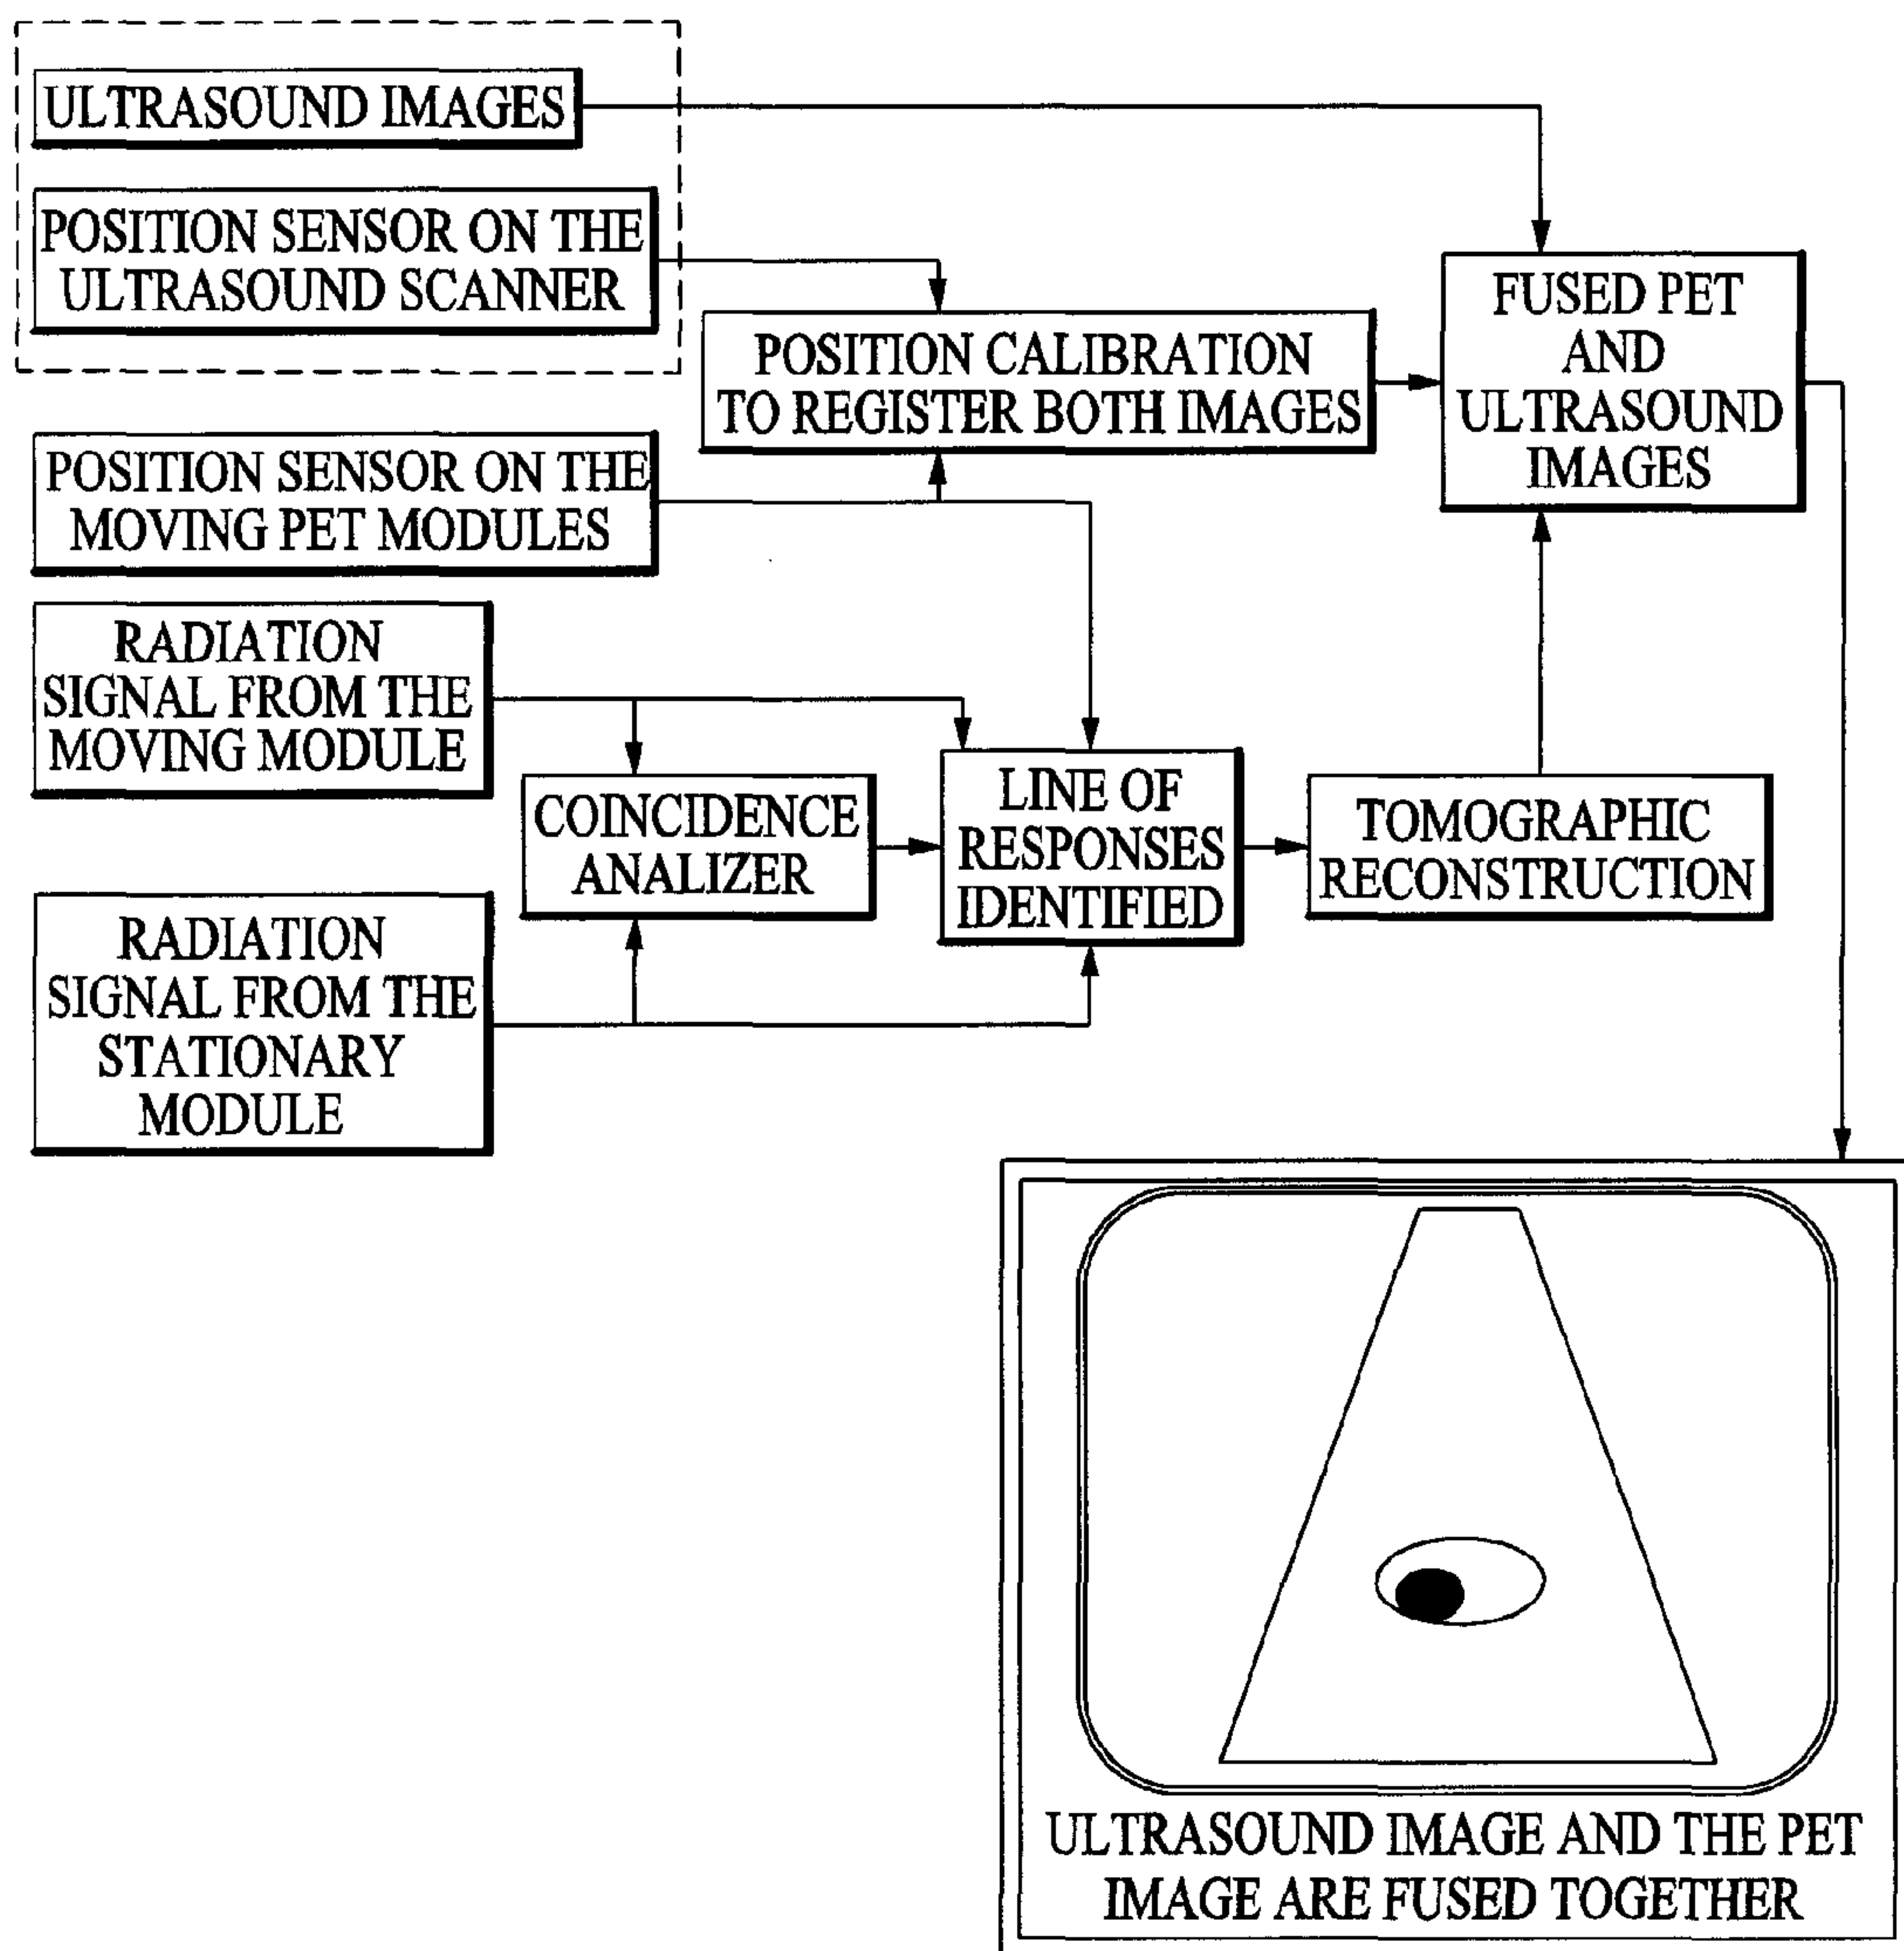 ULTRASOUND IMAGES
POSITION SENSOR ON THE
ULTRASOUND SCANNER
FUSED PET
AND
ULTRASOUND
IMAGES
POSITION CALIBRATION
TO REGISTER BOTH IMAGES
POSITION SENSOR ON THE
MOVING PET MODULES
RADIATION
SIGNAL FROM THE
MOVING MODULE
COINCIDENCE
ANALIZER
LINE OF
RESPONSES
IDENTIFIED
TOMOGRAPHIC
RECONSTRUCTION
RADIATION
SIGNAL FROM THE
STATIONARY
MODULE
ULTRASOUND IMAGE AND THE PET
IMAGE ARE FUSED TOGETHER